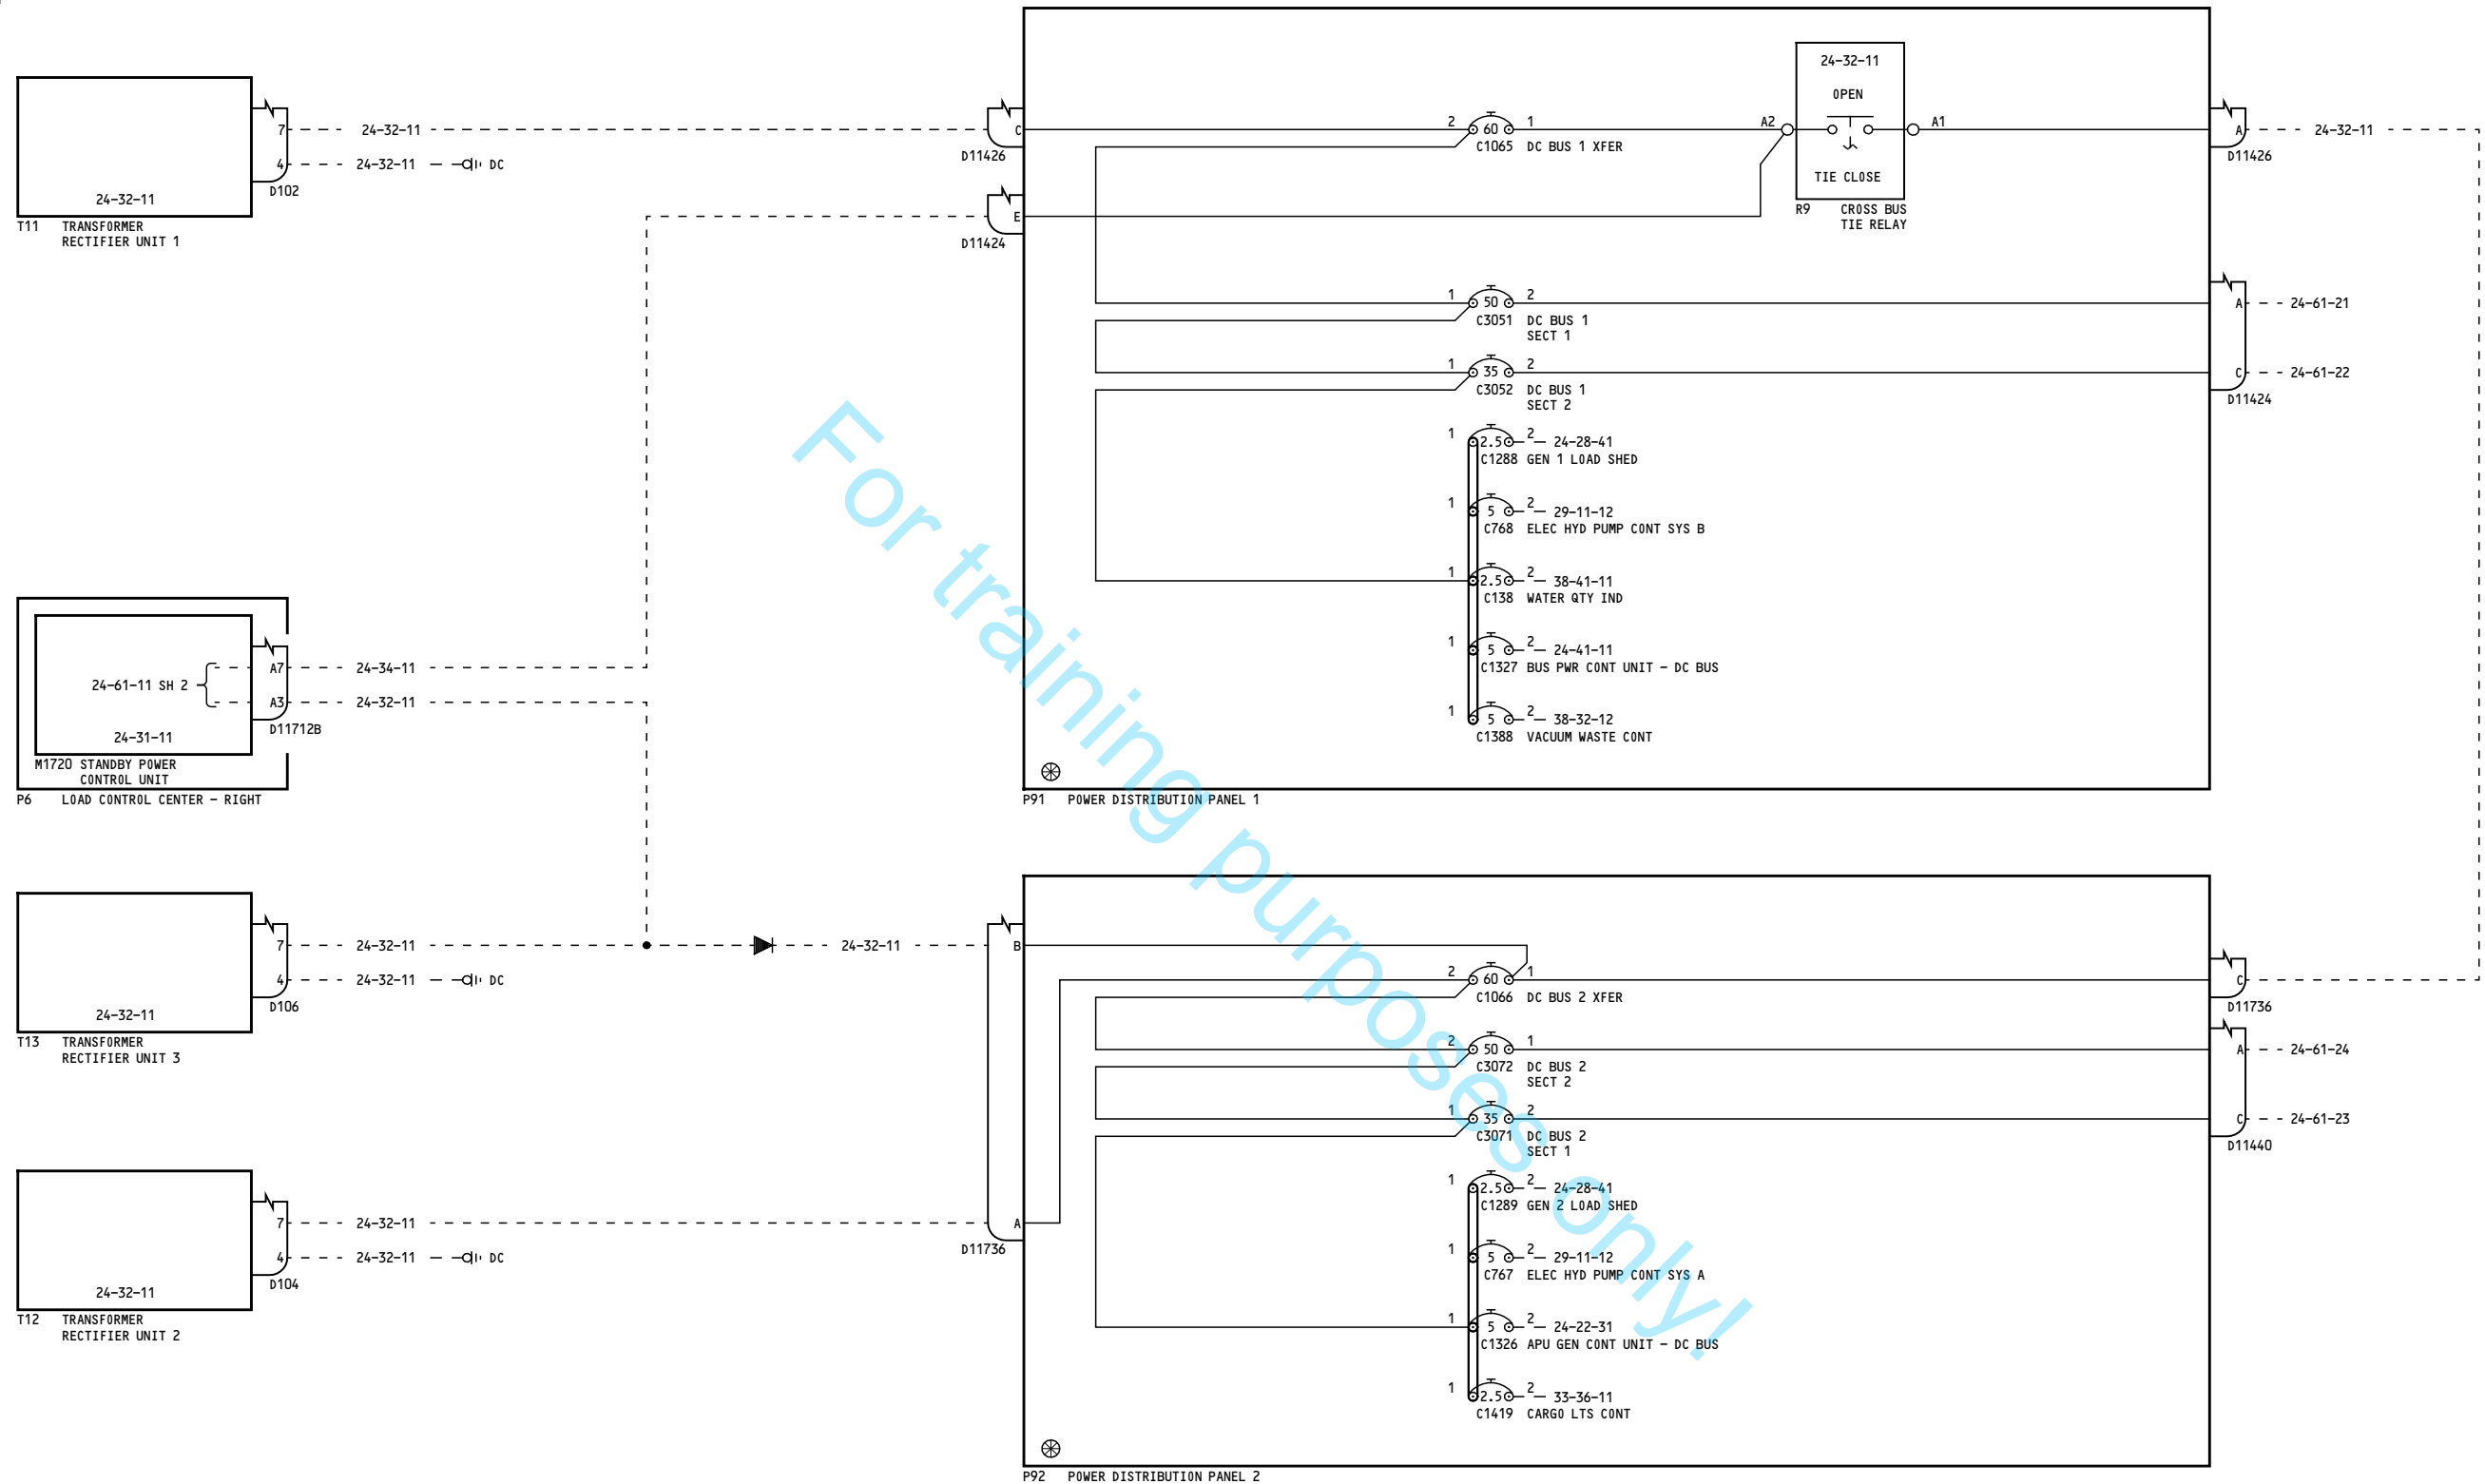 7
24-32-11
4
24-32-11
DC
D102
24-32-11
T11 TRANSFORMER
RECTIFIER UNIT 1
C
D11426
E
D11424
2
60
1
C1065 DC BUS 1 XFER
24-32-11
OPEN
A2
A1
TIE CLOSE
R9 CROSS BUS
TIE RELAY
A
24-32-11
D11426
1
50
2
C3051 DC BUS 1
SECT 1
A
24-61-21
1
35
2
C3052 DC BUS 1
SECT 2
C
24-61-22
D11424
1
2.5
2
24-28-41
C1288 GEN 1 LOAD SHED
1
5
2
29-11-12
C768 ELEC HYD PUMP CONT SYS B
1
2.5
2
38-41-11
C138 WATER QTY IND
1
5
2
24-41-11
C1327 BUS PWR CONT UNIT - DC BUS
1
5
2
38-32-12
C1388 VACUUM WASTE CONT
P91 POWER DISTRIBUTION PANEL 1
24-61-11 SH 2
A7
24-34-11
A3
24-32-11
D11712B
24-31-11
M1720 STANDBY POWER
CONTROL UNIT
P6 LOAD CONTROL CENTER - RIGHT
7
24-32-11
24-32-11
4
24-32-11
DC
D106
24-32-11
T13 TRANSFORMER
RECTIFIER UNIT 3
7
24-32-11
4
24-32-11
DC
D104
24-32-11
T12 TRANSFORMER
RECTIFIER UNIT 2
B
A
D11736
2
60
1
C1066 DC BUS 2 XFER
C
D11736
2
50
1
C3072 DC BUS 2
SECT 2
A
24-61-24
1
35
2
C3071 DC BUS 2
SECT 1
C
24-61-23
D11440
1
2.5
2
24-28-41
C1289 GEN 2 LOAD SHED
1
5
2
29-11-12
C767 ELEC HYD PUMP CONT SYS A
1
5
2
24-22-31
C1326 APU GEN CONT UNIT - DC BUS
1
2.5
2
33-36-11
C1419 CARGO LTS CONT
P92 POWER DISTRIBUTION PANEL 2
For training purposes only!